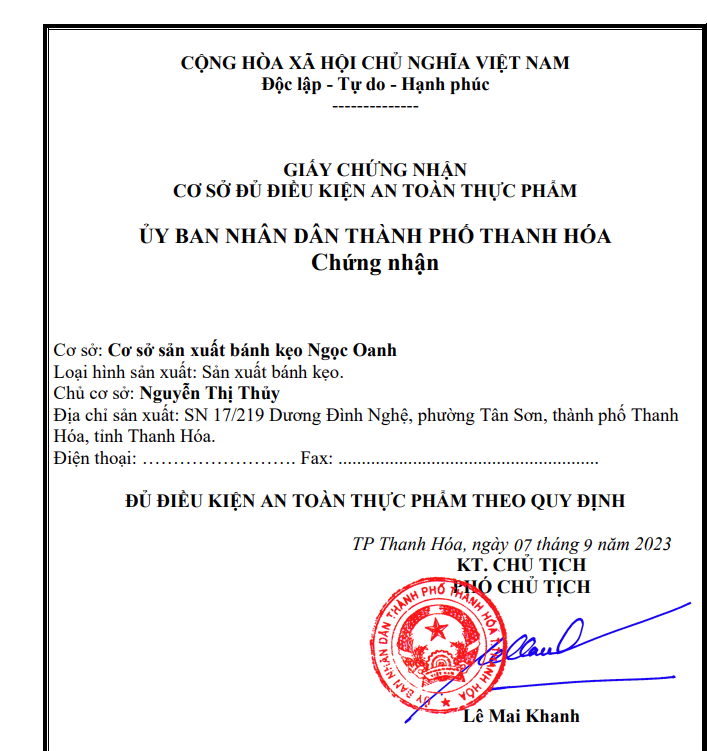 CỘNG HÒA XÃ HỘI CHỦ NGHĨA VIỆT NAM
Độc lập - Tự do - Hạnh phúc
--------------
GIẤY CHỨNG NHẬN
CƠ SỞ ĐỦ ĐIỀU KIỆN AN TOÀN THỰC PHẨM
ỦY BAN NHÂN DÂN THÀNH PHỐ THANH HÓA
Chứng nhận
Cơ sở: Cơ sở sản xuất bánh kẹo Ngọc Oanh
Loại hình sản xuất: Sản xuất bánh kẹo.
Chủ cơ sở: Nguyễn Thị Thủy
Địa chỉ sản xuất: SN 17/219 Dương Đình Nghệ, phường Tân Sơn, thành phố Thanh
Hóa, tỉnh Thanh Hóa.
Điện thoại: ……………………. Fax: ........................................................
ĐỦ ĐIỀU KIỆN AN TOÀN THỰC PHẨM THEO QUY ĐỊNH
TP Thanh Hóa, ngày 07 tháng 9 năm 2023
KT. CHỦ TỊCH
PHÓ CHỦ TỊCH
ỦY BAN NHÂN DÂN THÀNH PHỐ THANH HÓA T. THANH HÓA
Lê Mai Khanh